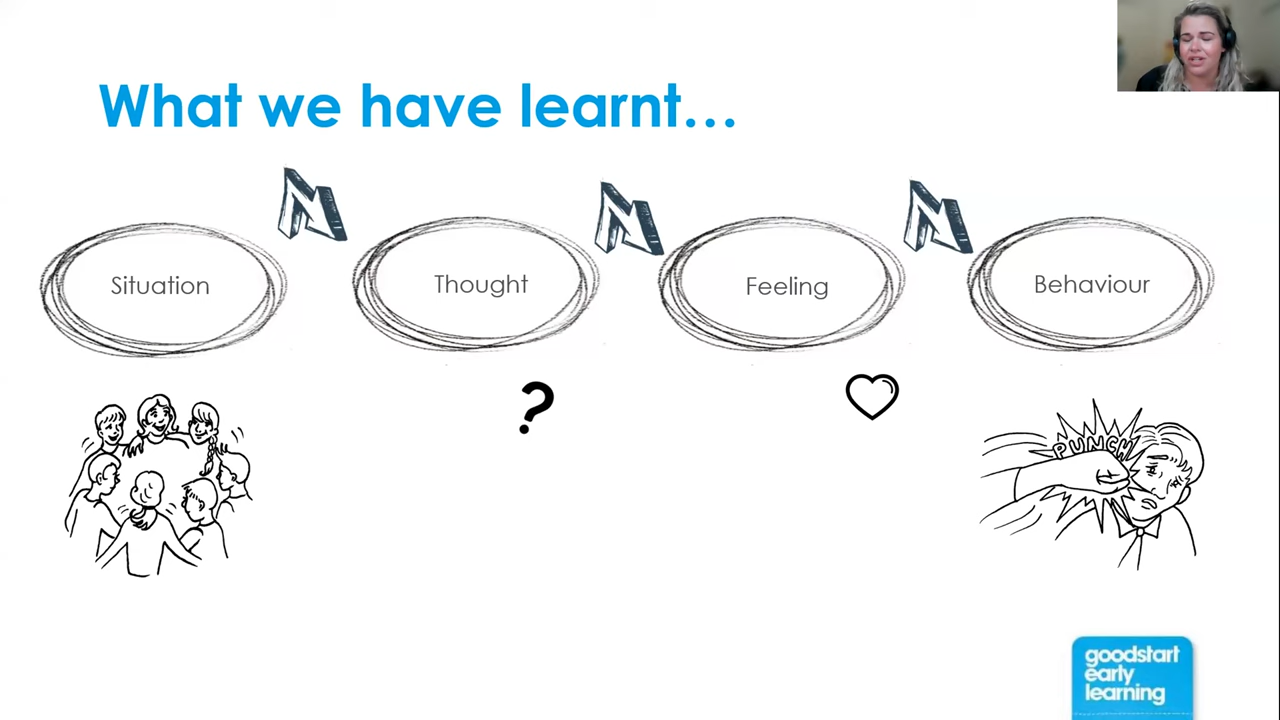 What we have learnt...
N
N
N
Situation
Thought
Feeling
Behaviour
?
PUNCH
goodstart
early
learning